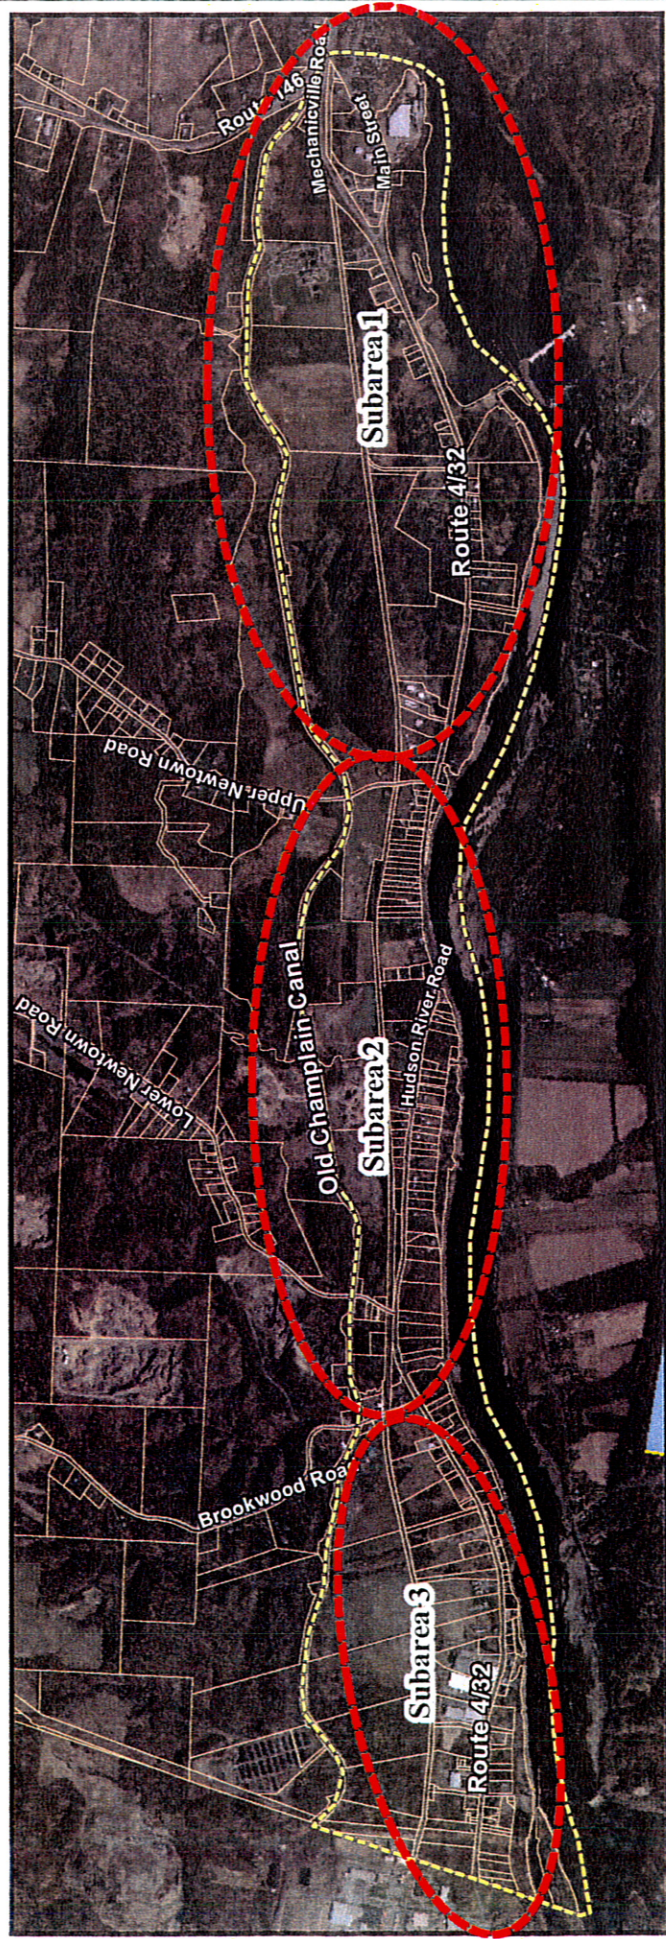 Route 146
Mechanicville Road
Main Street
Subarea 1
Route 4/32
Upper Newtown Road
Old Champlain Canal
Lower Newtown Road
Subarea 2
Hudson River Road
Brookwood Roa
Subarea 3
Route 4/32